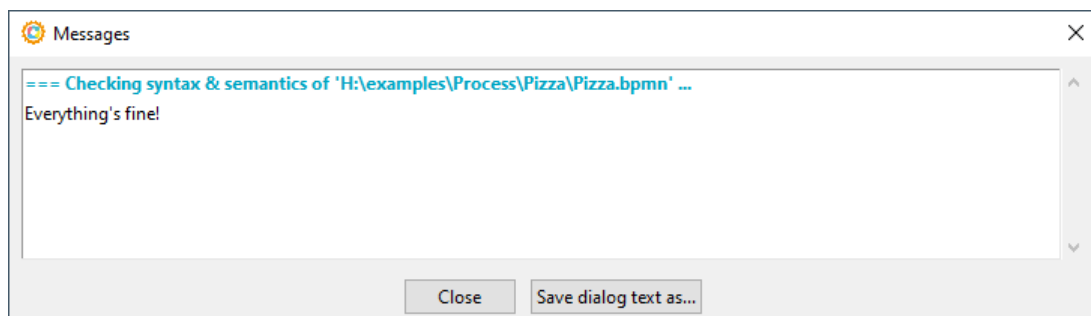 Messages
=== Checking syntax & semantics of 'H:\examples\Process\Pizza\Pizza.bpmn' ...
Everything's fine!
Close Save dialog text as...